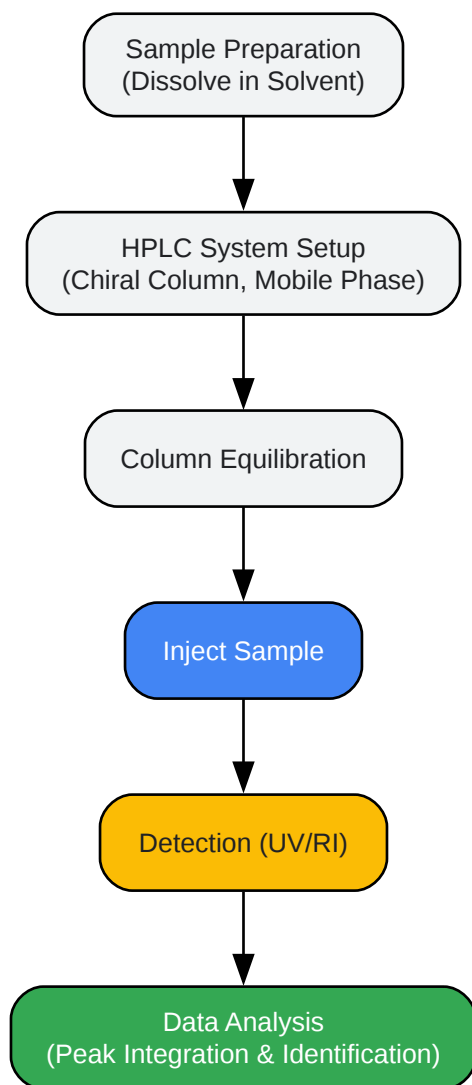 Sample Preparation
(Dissolve in Solvent)
HPLC System Setup
(Chiral Column, Mobile Phase)
Column Equilibration
Inject Sample
Detection (UV/RI)
Data Analysis
(Peak Integration & Identification)